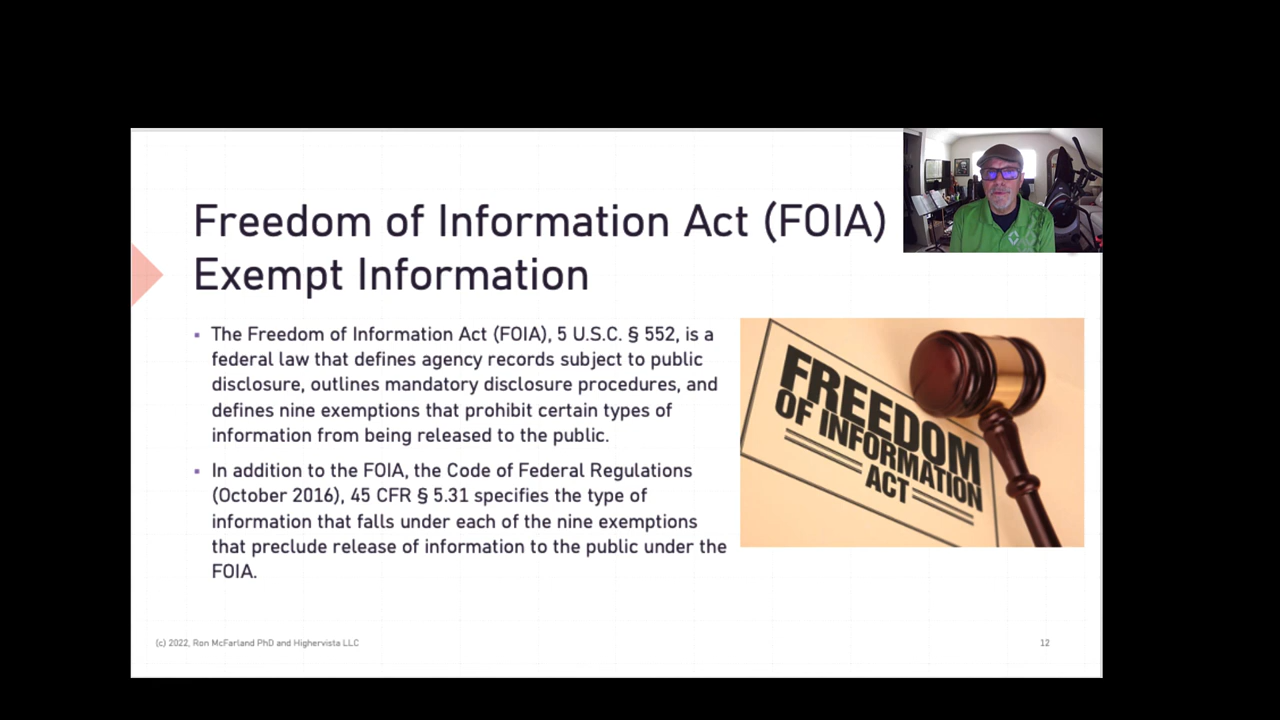 Freedom of Information Act (FOIA)
Exempt Information
▪ The Freedom of Information Act (FOIA), 5 U.S.C. § 552, is a
federal law that defines agency records subject to public
disclosure, outlines mandatory disclosure procedures, and
defines nine exemptions that prohibit certain types of
information from being released to the public.
▪ In addition to the FOIA, the Code of Federal Regulations
(October 2016), 45 CFR § 5.31 specifies the type of
information that falls under each of the nine exemptions
that preclude release of information to the public under the
FOIA.
FREEDOM
OF INFORMATION
ACT
(c) 2022, Ron McFarland PhD and Highervista LLC
12